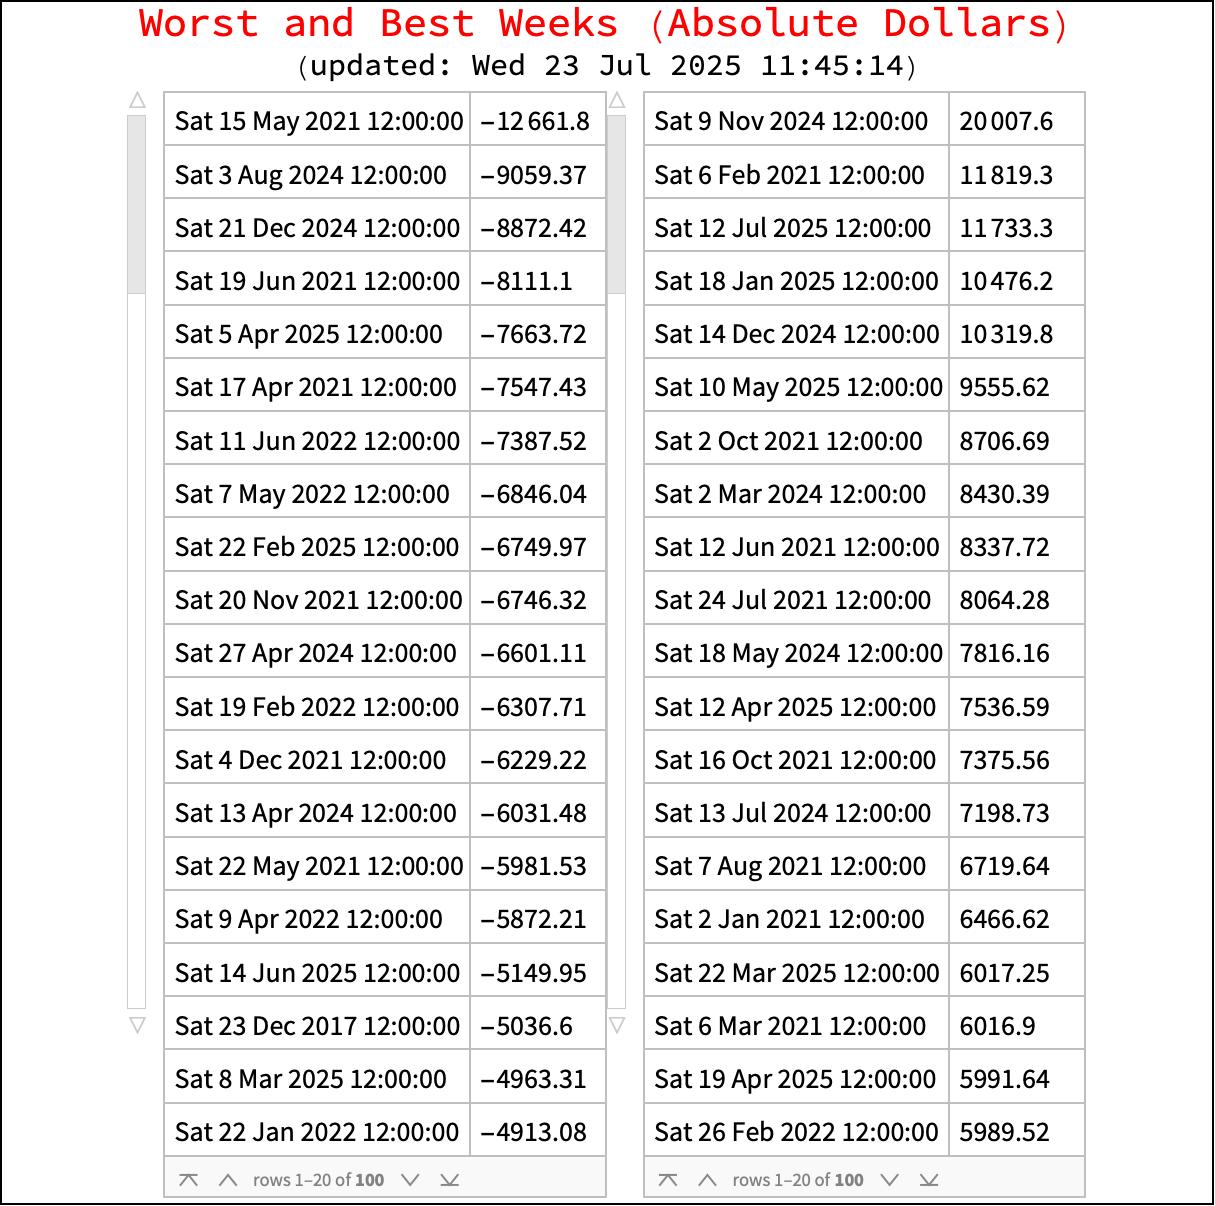 Worst and Best Weeks (Absolute Dollars)
(updated: Wed 23 Jul 2025 11:45:14)
Sat 15 May 2021 12:00:00 −12 661.8 Sat 9 Nov 2024 12:00:00 20 007.6
Sat 3 Aug 2024 12:00:00 −9059.37 Sat 6 Feb 2021 12:00:00 11 819.3
Sat 21 Dec 2024 12:00:00 −8872.42 Sat 12 Jul 2025 12:00:00 11 733.3
Sat 19 Jun 2021 12:00:00 −8111.1 Sat 18 Jan 2025 12:00:00 10 476.2
Sat 5 Apr 2025 12:00:00 −7663.72 Sat 14 Dec 2024 12:00:00 10 319.8
Sat 17 Apr 2021 12:00:00 −7547.43 Sat 10 May 2025 12:00:00 9555.62
Sat 11 Jun 2022 12:00:00 −7387.52 Sat 2 Oct 2021 12:00:00 8706.69
Sat 7 May 2022 12:00:00 −6846.04 Sat 2 Mar 2024 12:00:00 8430.39
Sat 22 Feb 2025 12:00:00 −6749.97 Sat 12 Jun 2021 12:00:00 8337.72
Sat 20 Nov 2021 12:00:00 −6746.32 Sat 24 Jul 2021 12:00:00 8064.28
Sat 27 Apr 2024 12:00:00 −6601.11 Sat 18 May 2024 12:00:00 7816.16
Sat 19 Feb 2022 12:00:00 −6307.71 Sat 12 Apr 2025 12:00:00 7536.59
Sat 4 Dec 2021 12:00:00 −6229.22 Sat 16 Oct 2021 12:00:00 7375.56
Sat 13 Apr 2024 12:00:00 −6031.48 Sat 13 Jul 2024 12:00:00 7198.73
Sat 22 May 2021 12:00:00 −5981.53 Sat 7 Aug 2021 12:00:00 6719.64
Sat 9 Apr 2022 12:00:00 −5872.21 Sat 2 Jan 2021 12:00:00 6466.62
Sat 14 Jun 2025 12:00:00 −5149.95 Sat 22 Mar 2025 12:00:00 6017.25
Sat 23 Dec 2017 12:00:00 −5036.6 Sat 6 Mar 2021 12:00:00 6016.9
Sat 8 Mar 2025 12:00:00 −4963.31 Sat 19 Apr 2025 12:00:00 5991.64
Sat 22 Jan 2022 12:00:00 −4913.08 Sat 26 Feb 2022 12:00:00 5989.52
rows 1–20 of 100 rows 1–20 of 100